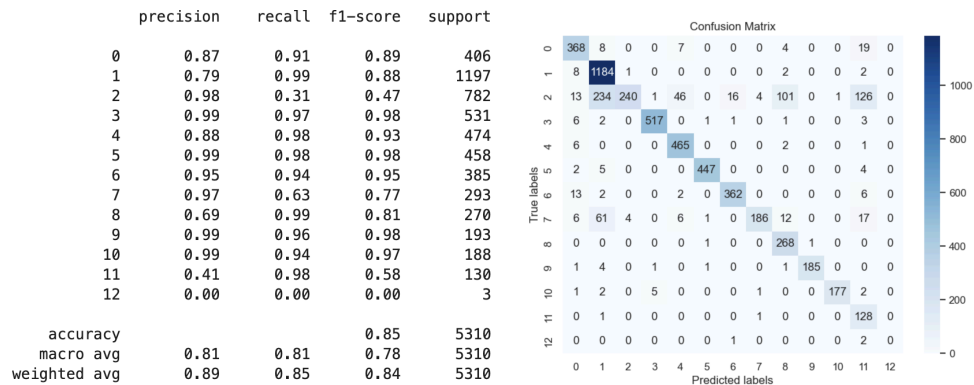 precision recall f1-score support
0 0.87 0.91 0.89 406
1 0.79 0.99 0.88 1197
2 0.98 0.31 0.47 782
3 0.99 0.97 0.98 531
4 0.88 0.98 0.93 474
5 0.99 0.98 0.98 458
6 0.95 0.94 0.95 385
7 0.97 0.63 0.77 293
8 0.69 0.99 0.81 270
9 0.99 0.96 0.98 193
10 0.99 0.94 0.97 188
11 0.41 0.98 0.58 130
12 0.00 0.00 0.00 3
accuracy 0.85 5310
macro avg 0.81 0.81 0.78 5310
weighted avg 0.89 0.85 0.84 5310
Confusion Matrix
True labels
0 368 8 0 0 7 0 0 0 4 0 0 19 0
1 8 1184 1 0 0 0 0 0 2 0 0 2 0
2 13 234 240 1 46 0 16 4 101 0 1 126 0
3 6 2 0 517 0 1 1 0 1 0 0 3 0
4 6 0 0 0 465 0 0 0 2 0 0 1 0
5 2 5 0 0 0 447 0 0 0 0 0 4 0
6 13 2 0 0 2 0 362 0 0 0 0 6 0
7 6 61 4 0 6 1 0 186 12 0 0 17 0
8 0 0 0 0 0 1 0 0 268 1 0 0 0
9 1 4 0 1 0 1 0 0 1 185 0 0 0
10 1 2 0 5 0 0 0 1 0 0 177 2 0
11 0 1 0 0 0 0 0 1 0 0 0 128 0
12 0 0 0 0 0 0 1 0 0 0 0 2 0
0 1 2 3 4 5 6 7 8 9 10 11 12
Predicted labels
1000
800
600
400
200
0